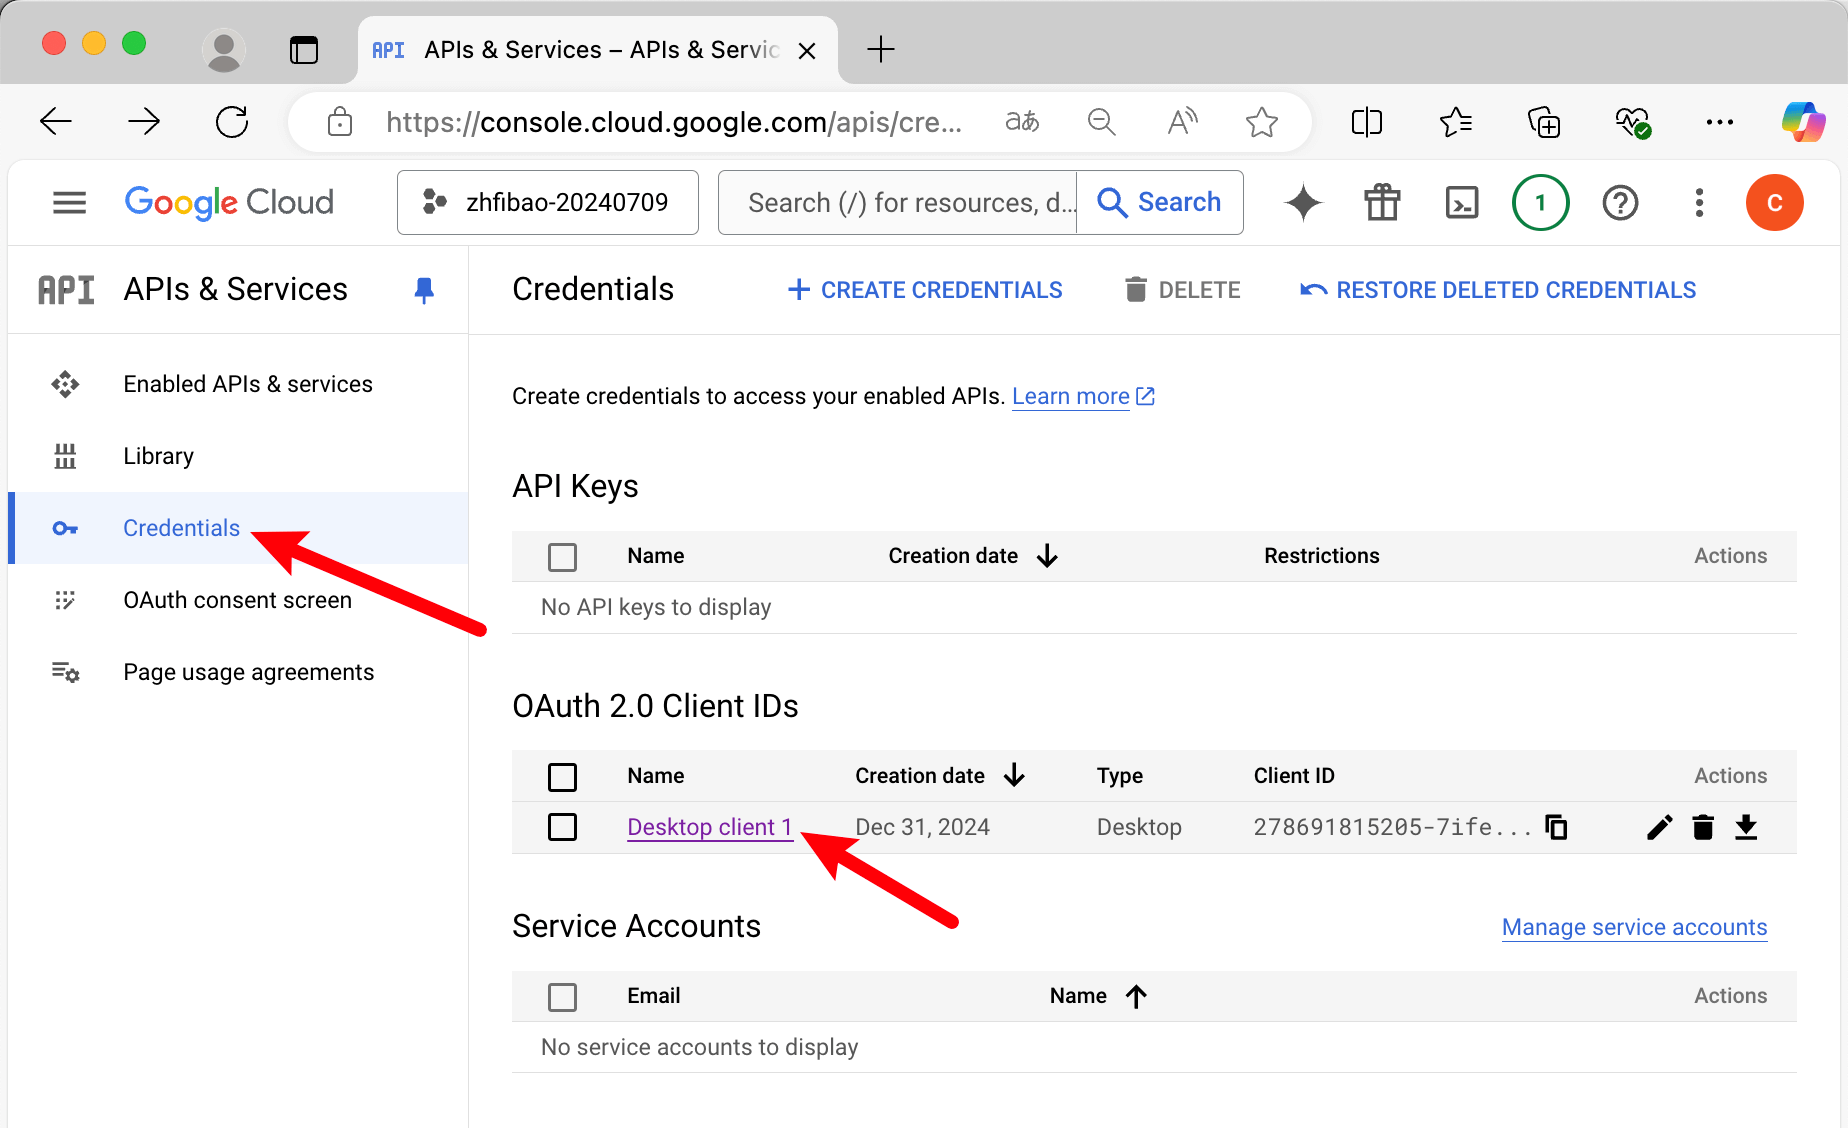 API APIs & Services – APIs & Servic
https://console.cloud.google.com/apis/cre...
Google Cloud
zhfibao-20240709
Search (/) for resources, d...
Search
1
C
API APIs & Services
Credentials
CREATE CREDENTIALS
DELETE
RESTORE DELETED CREDENTIALS
Enabled APIs & services
Library
Credentials
OAuth consent screen
Page usage agreements
Create credentials to access your enabled APIs. Learn more
API Keys
Name Creation date Restrictions Actions
No API keys to display
OAuth 2.0 Client IDs
Name Creation date Type Client ID Actions
Desktop client 1 Dec 31, 2024 Desktop 278691815205-7ife...
Service Accounts
Manage service accounts
Email Name Actions
No service accounts to display